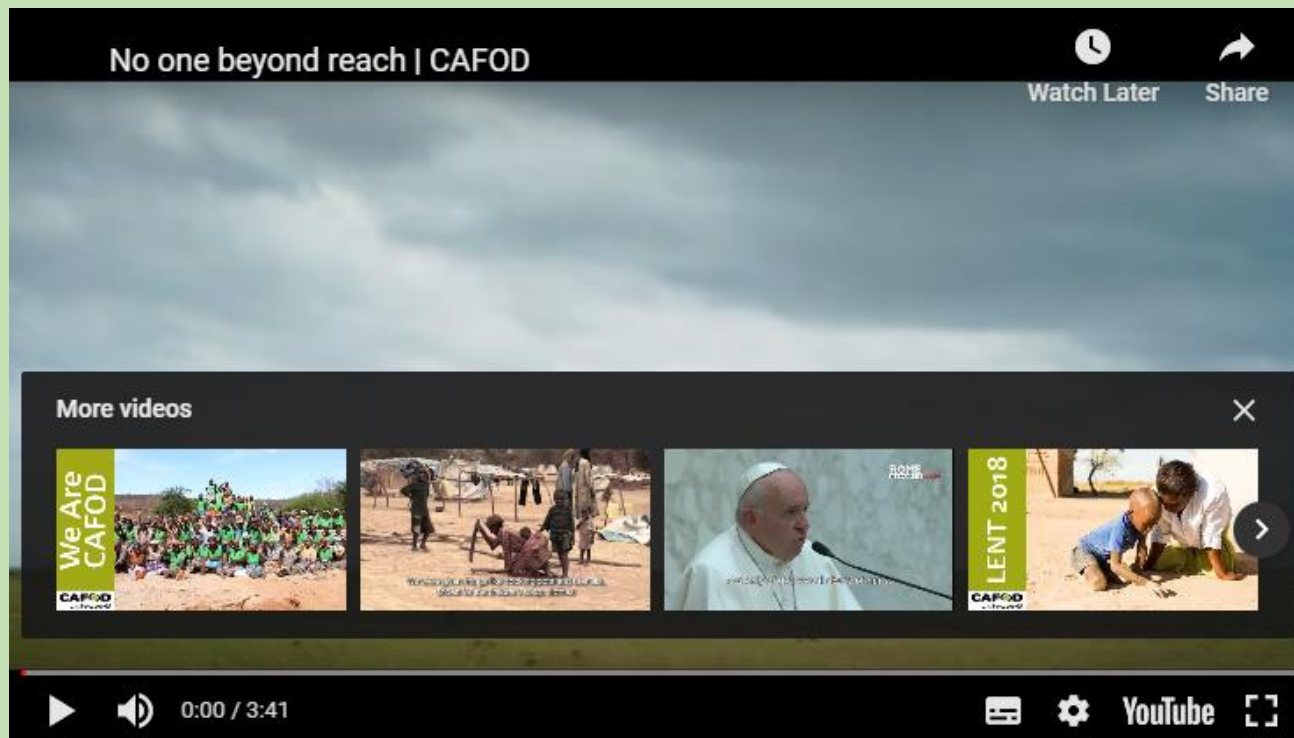 No one beyond reach | CAFOD
Watch Later
Share
More videos
We Are
CAFOD
CAFOD
ROME
LENT 2018
CAFOD
0:00 / 3:41
YouTube